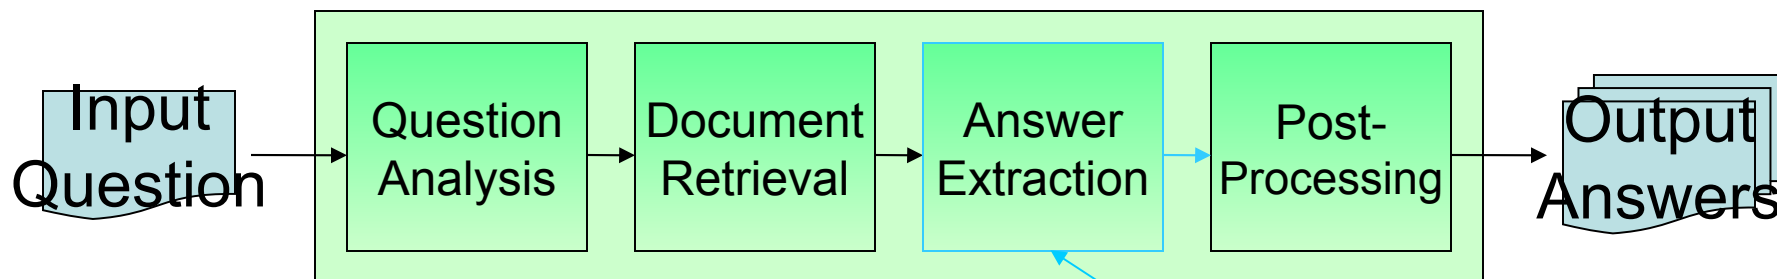 Input
Question
Question
Analysis
Document
Retrieval
Answer
Extraction
Post-
Processing
Output
Answers